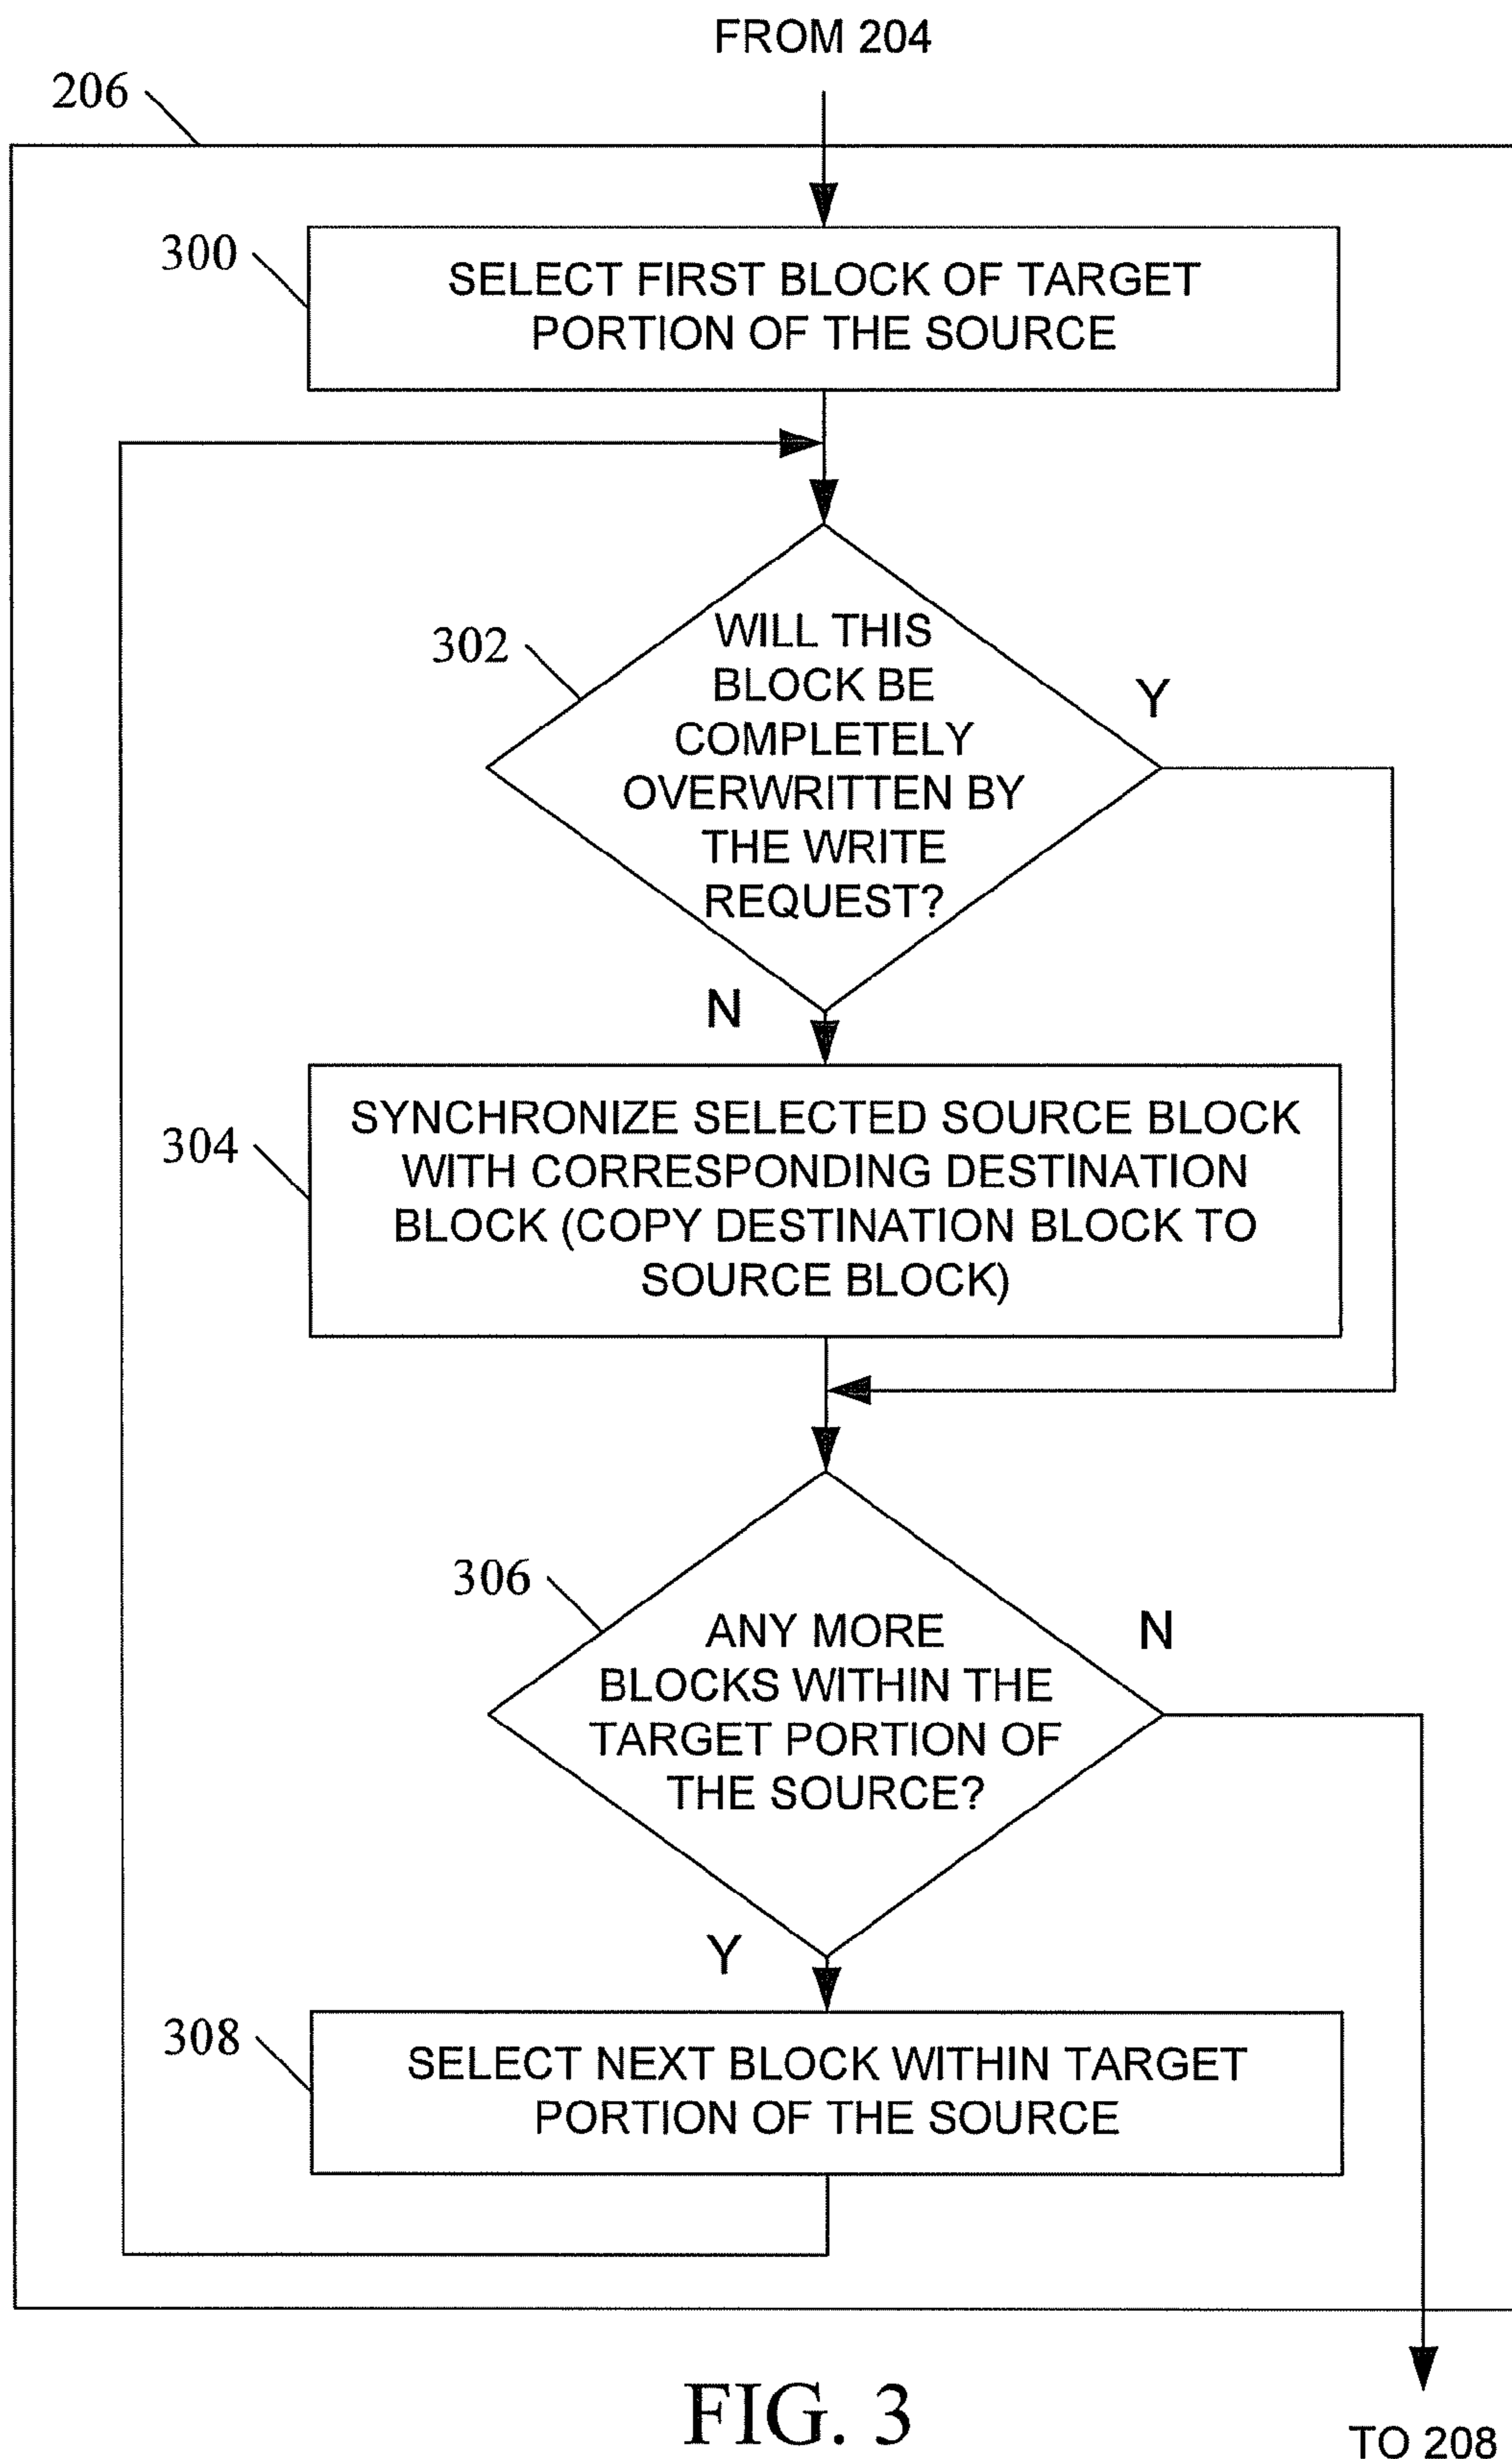 FROM 204
206
300
SELECT FIRST BLOCK OF TARGET
PORTION OF THE SOURCE
302
WILL THIS
BLOCK BE
COMPLETELY
OVERWRITTEN BY
THE WRITE
REQUEST?
Y
N
304
SYNCHRONIZE SELECTED SOURCE BLOCK
WITH CORRESPONDING DESTINATION
BLOCK (COPY DESTINATION BLOCK TO
SOURCE BLOCK)
306
ANY MORE
BLOCKS WITHIN THE
TARGET PORTION OF
THE SOURCE?
N
Y
308
SELECT NEXT BLOCK WITHIN TARGET
PORTION OF THE SOURCE
FIG. 3
TO 208